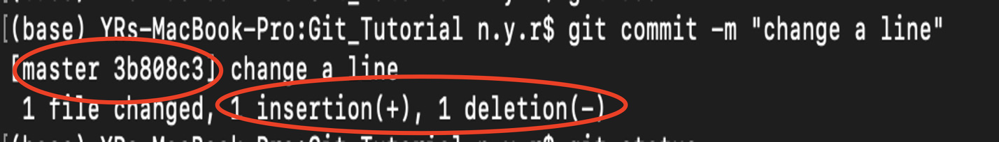 [(base) YRs-MacBook-Pro:Git_Tutorial n.y.r$ git commit -m "change a line"
[master 3b808c3] change a line
1 file changed, 1 insertion(+), 1 deletion(-)
[(base) YRs-MacBook-Pro:Git_Tutorial n.y.r$ git status